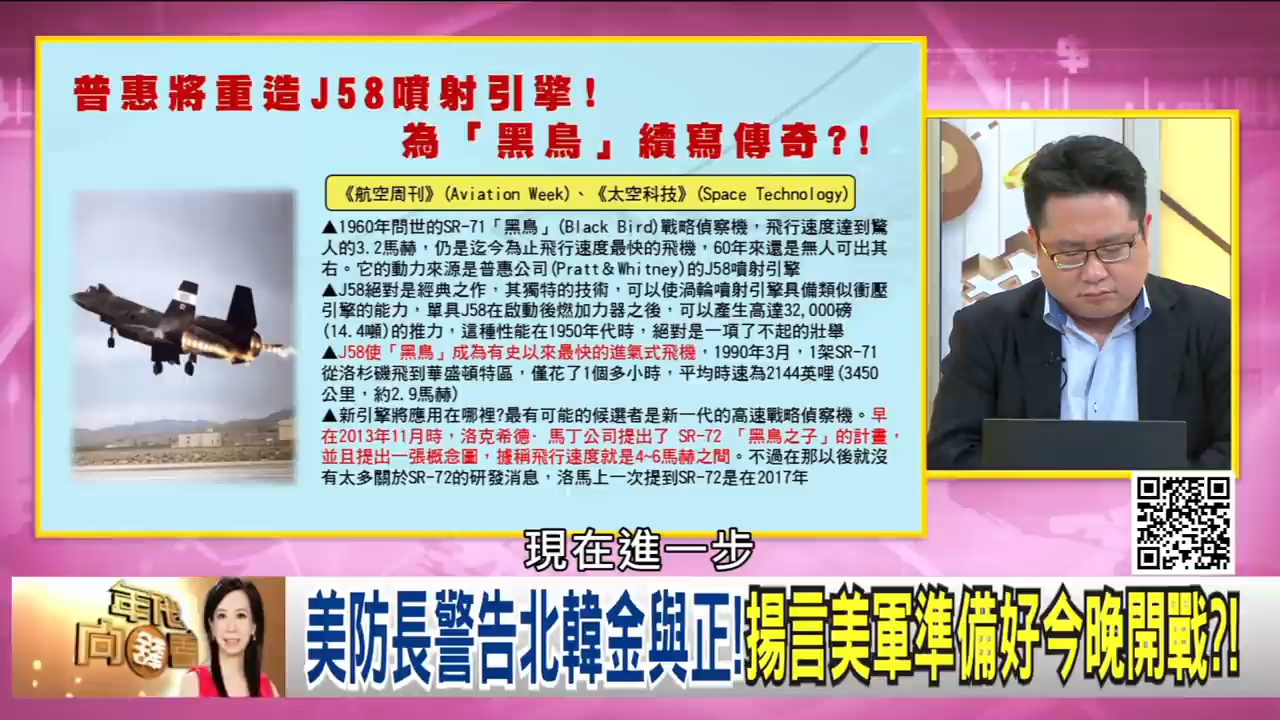 普惠將重造J58噴射引擎!
為「黑鳥」續寫傳奇?!
《航空周刊》(Aviation Week)、《太空科技》(Space Technology)
▲1960年問世的SR-71「黑鳥」(Black Bird)戰略偵察機，飛行速度達到驚
人的3.2馬赫，仍是迄今為止飛行速度最快的飛機，60年來還是無人可出其
右。它的動力來源是普惠公司(Pratt＆Whitney)的J58噴射引擎
▲J58絕對是經典之作，其獨特的技術，可以使渦輪噴射引擎具備類似衝壓
引擎的能力，單具J58在啟動後燃加力器之後，可以產生高達32,000磅
(14.4噸)的推力，這種性能在1950年代時，絕對是一項了不起的壯舉
▲J58使「黑鳥」成為有史以來最快的進氣式飛機，1990年3月，1架SR-71
從洛杉磯飛到華盛頓特區，僅花了1個多小時，平均時速為2144英哩(3450
公里，約2.9馬赫)
▲新引擎將應用在哪裡?最有可能的候選者是新一代的高速戰略偵察機。早
在2013年11月時，洛克希德·馬丁公司提出了 SR-72 「黑鳥之子」的計畫，
並且提出一張概念圖，據稱飛行速度就是4~6馬赫之間。不過在那以後就沒
有太多關於SR-72的研發消息，洛馬上一次提到SR-72是在2017年
現在進一步
年代
向錢看
美防長警告北韓金與正!揚言美軍準備好今晚開戰?!